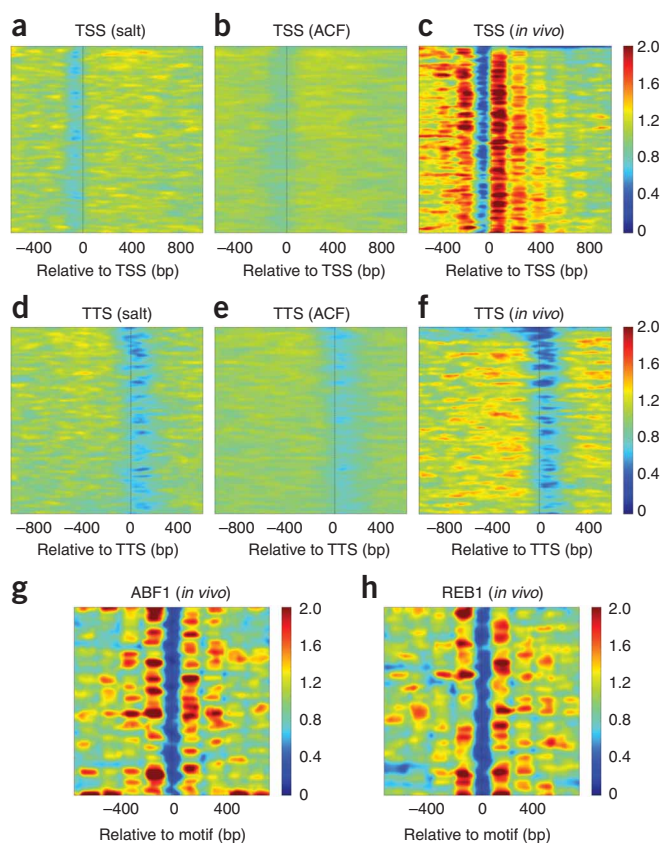 a
TSS (salt)
b
TSS (ACF)
c
TSS (in vivo)
2.0
1.6
1.2
0.8
0.4
0
−400 0 400 800
−400 0 400 800
−400 0 400 800
Relative to TSS (bp)
Relative to TSS (bp)
Relative to TSS (bp)
d
TTS (salt)
e
TTS (ACF)
f
TTS (in vivo)
2.0
1.6
1.2
0.8
0.4
0
−800 −400 0 400
−800 −400 0 400
−800 −400 0 400
Relative to TTS (bp)
Relative to TTS (bp)
Relative to TTS (bp)
g
ABF1 (in vivo)
2.0
1.6
1.2
0.8
0.4
0
−400 0 400
Relative to motif (bp)
h
REB1 (in vivo)
2.0
1.6
1.2
0.8
0.4
0
−400 0 400
Relative to motif (bp)